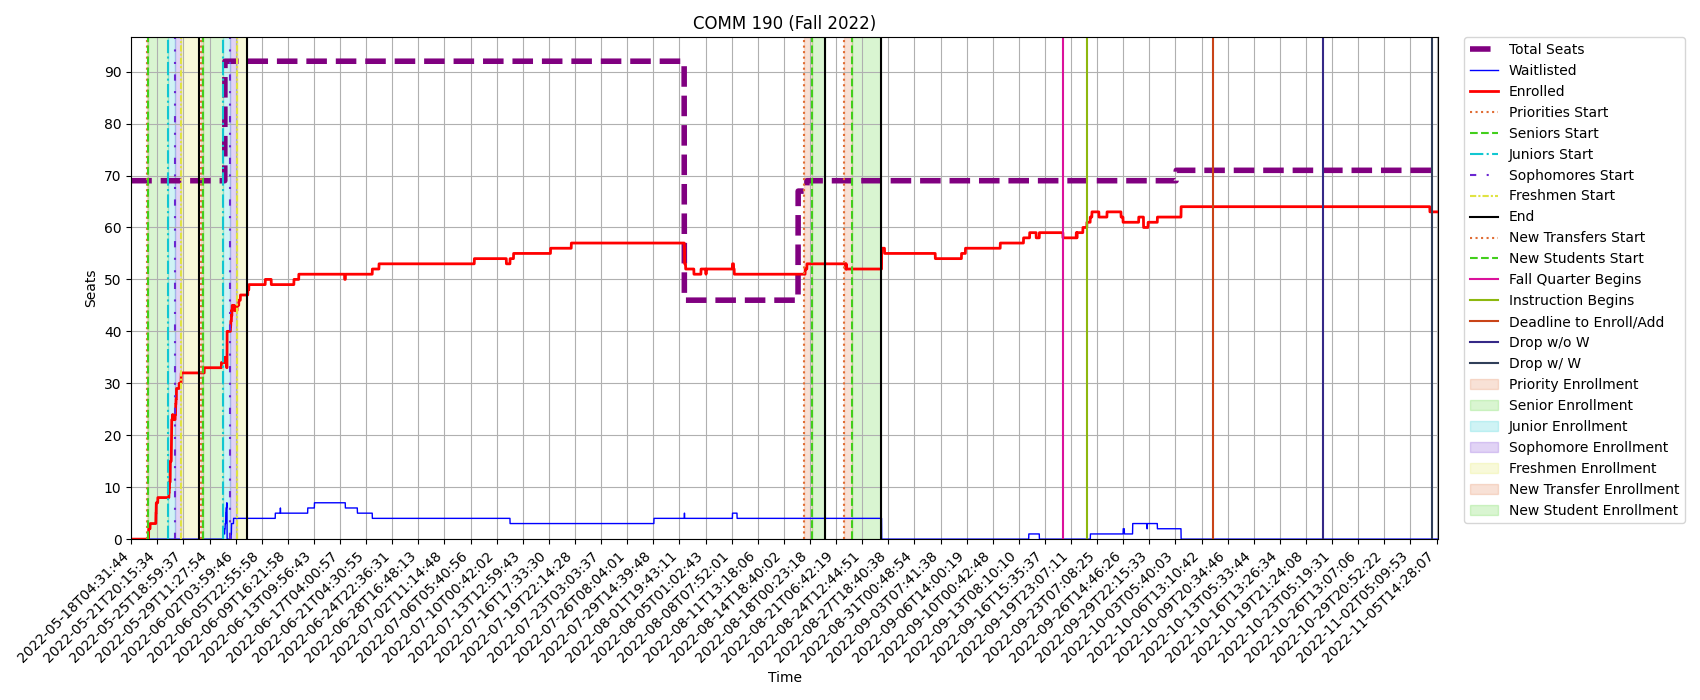 COMM 190 (Fall 2022)
Seats
90
80
70
60
50
40
30
20
10
0
2022-05-18T04:31:44
2022-05-21T20:15:34
2022-05-25T18:59:37
2022-05-29T11:27:54
2022-06-02T03:59:46
2022-06-05T22:55:58
2022-06-09T16:21:58
2022-06-13T09:56:43
2022-06-17T04:00:57
2022-06-21T04:30:55
2022-06-24T22:36:31
2022-06-28T16:48:13
2022-07-02T11:14:48
2022-07-06T05:40:56
2022-07-10T00:42:02
2022-07-13T12:59:43
2022-07-16T17:33:30
2022-07-19T22:14:28
2022-07-23T03:03:37
2022-07-26T08:04:01
2022-07-29T14:39:48
2022-08-01T19:43:11
2022-08-05T01:02:43
2022-08-08T07:52:01
2022-08-11T13:18:06
2022-08-14T18:40:02
2022-08-18T00:23:18
2022-08-21T06:42:19
2022-08-24T12:44:51
2022-08-27T18:40:38
2022-08-31T00:48:54
2022-09-03T07:41:38
2022-09-06T14:00:19
2022-09-10T00:42:48
2022-09-13T08:10:10
2022-09-16T15:35:37
2022-09-19T23:07:11
2022-09-23T07:08:25
2022-09-26T14:46:26
2022-09-29T22:15:33
2022-10-03T05:40:03
2022-10-06T13:10:42
2022-10-09T20:34:46
2022-10-13T05:33:44
2022-10-16T13:26:34
2022-10-19T21:24:08
2022-10-23T05:19:31
2022-10-26T13:07:06
2022-10-29T20:52:22
2022-11-02T05:09:53
2022-11-05T14:28:07
Time
Total Seats
Waitlisted
Enrolled
Priorities Start
Seniors Start
Juniors Start
Sophomores Start
Freshmen Start
End
New Transfers Start
New Students Start
Fall Quarter Begins
Instruction Begins
Deadline to Enroll/Add
Drop w/o W
Drop w/ W
Priority Enrollment
Senior Enrollment
Junior Enrollment
Sophomore Enrollment
Freshmen Enrollment
New Transfer Enrollment
New Student Enrollment